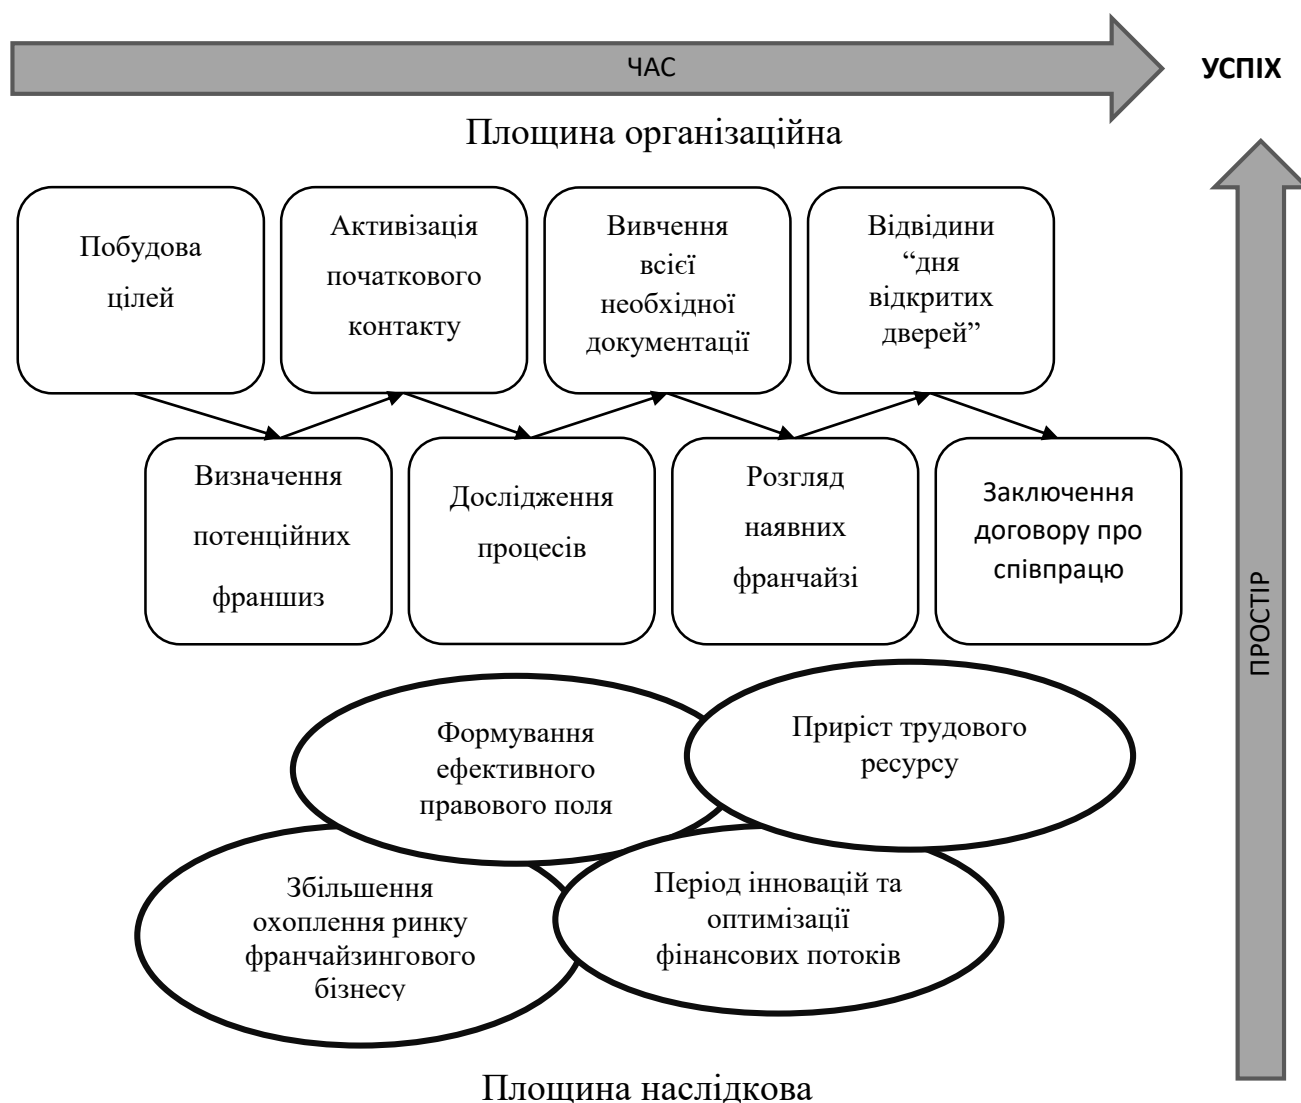 ЧАС
УСПІХ
Площина організаційна
Побудова
цілей
Активізація
початкового
контакту
Вивчення
всієї
необхідної
документації
Відвідини
“дня
відкритих
дверей”
Визначення
потенційних
франшиз
Дослідження
процесів
Розгляд
наявних
франчайзі
Заключення
договору про
співпрацю
ПРОСТІР
Формування
ефективного
правового поля
Приріст трудового
ресурсу
Збільшення
охоплення ринку
франчайзингового
бізнесу
Період інновацій та
оптимізації
фінансових потоків
Площина наслідкова